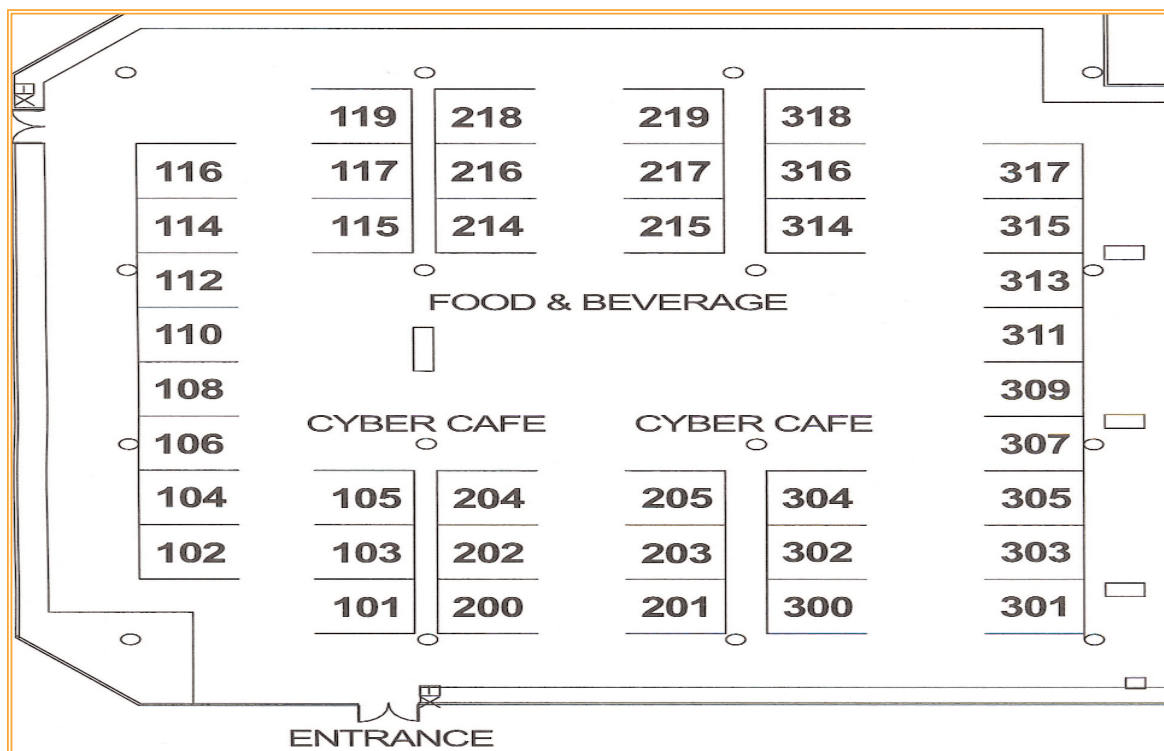 EX
119 218 219 318
116 117 216 217 316 317
114 115 214 215 314 315
112 313
FOOD & BEVERAGE
110 311
108 309
CYBER CAFE CYBER CAFE
106 307
104 105 204 205 304 305
102 103 202 203 302 303
101 200 201 300 301
EX
ENTRANCE